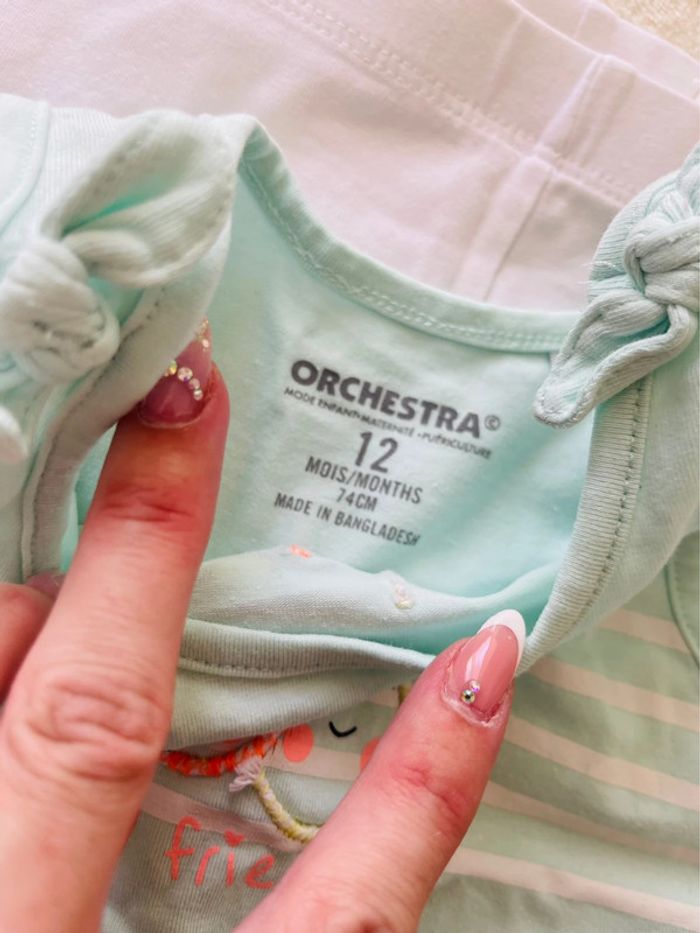 ORCHESTRA©
MODE ENFANT•MATERNITÉ •PUÉRICULTURE
12
MOIS/MONTHS
74CM
MADE IN BANGLADESH
frie